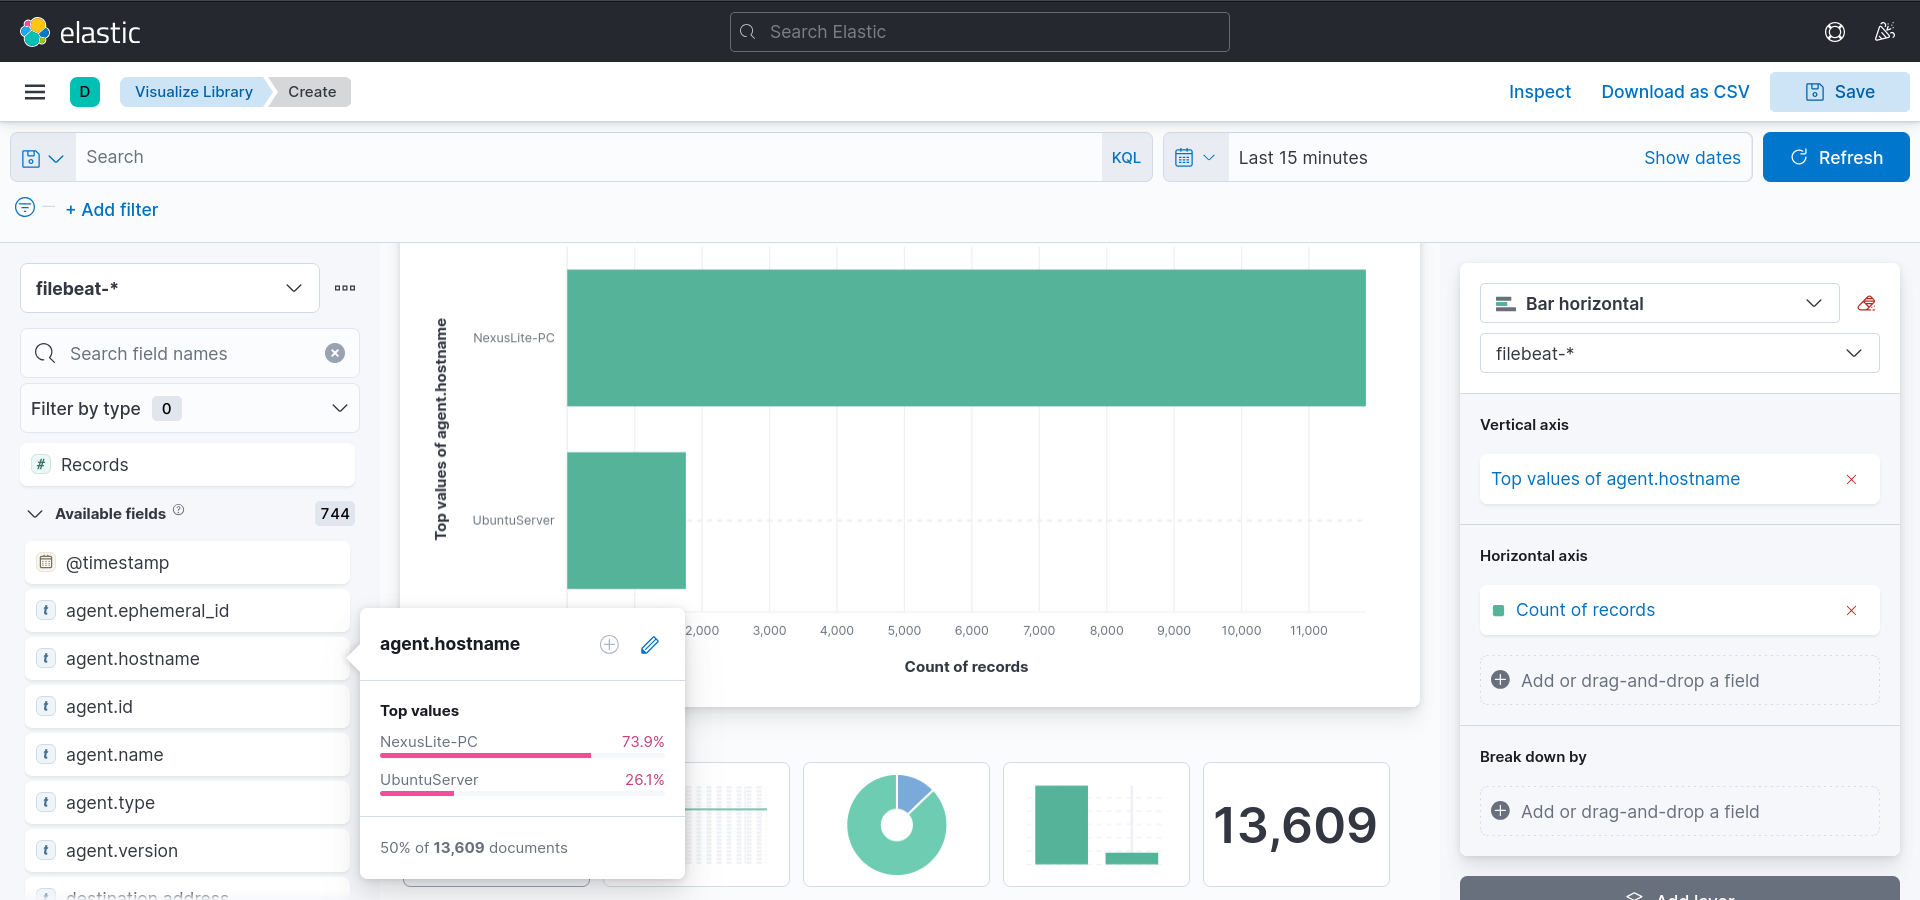 elastic
Search Elastic
D
Visualize Library
Create
Inspect
Download as CSV
Save
Search
KQL
Last 15 minutes
Show dates
Refresh
+ Add filter
filebeat-*
Search field names
Filter by type 0
# Records
Available fields ?
744
@timestamp
t agent.ephemeral_id
t agent.hostname
t agent.id
t agent.name
t agent.type
t agent.version
t destination.address
Top values of agent.hostname
NexusLite-PC
UbuntuServer
2,000
3,000
4,000
5,000
6,000
7,000
8,000
9,000
10,000
11,000
Count of records
agent.hostname
Top values
NexusLite-PC 73.9%
UbuntuServer 26.1%
50% of 13,609 documents
13,609
Bar horizontal
filebeat-*
Vertical axis
Top values of agent.hostname
Horizontal axis
Count of records
Add or drag-and-drop a field
Break down by
Add or drag-and-drop a field
Add layer